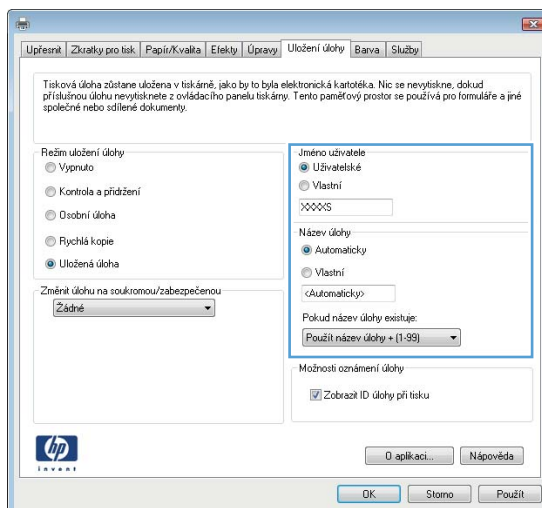 Upřesnit Zkratky pro tisk Papír/Kvalita Efekty Úpravy Uložení úlohy Barva Služby
Tisková úloha zůstane uložena v tiskárně, jako by to byla elektronická kartotéka. Nic se nevytiskne, dokud
příslušnou úlohu nevytisknete z ovládacího panelu tiskárny. Tento paměťový prostor se používá pro formuláře a jiné
společné nebo sdílené dokumenty.
Režim uložení úlohy
Vypnuto
Kontrola a přidržení
Osobní úloha
Rychlá kopie
Uložená úloha
Změnit úlohu na soukromou/zabezpečenou
Žádné
Jméno uživatele
Uživatelské
Vlastní
XXXXS
Název úlohy
Automaticky
Vlastní
<Automaticky>
Pokud název úlohy existuje:
Použít název úlohy + (1-99)
Možnosti oznámení úlohy
Zobrazit ID úlohy při tisku
hp
invent
O aplikaci... Nápověda
OK Storno Použít